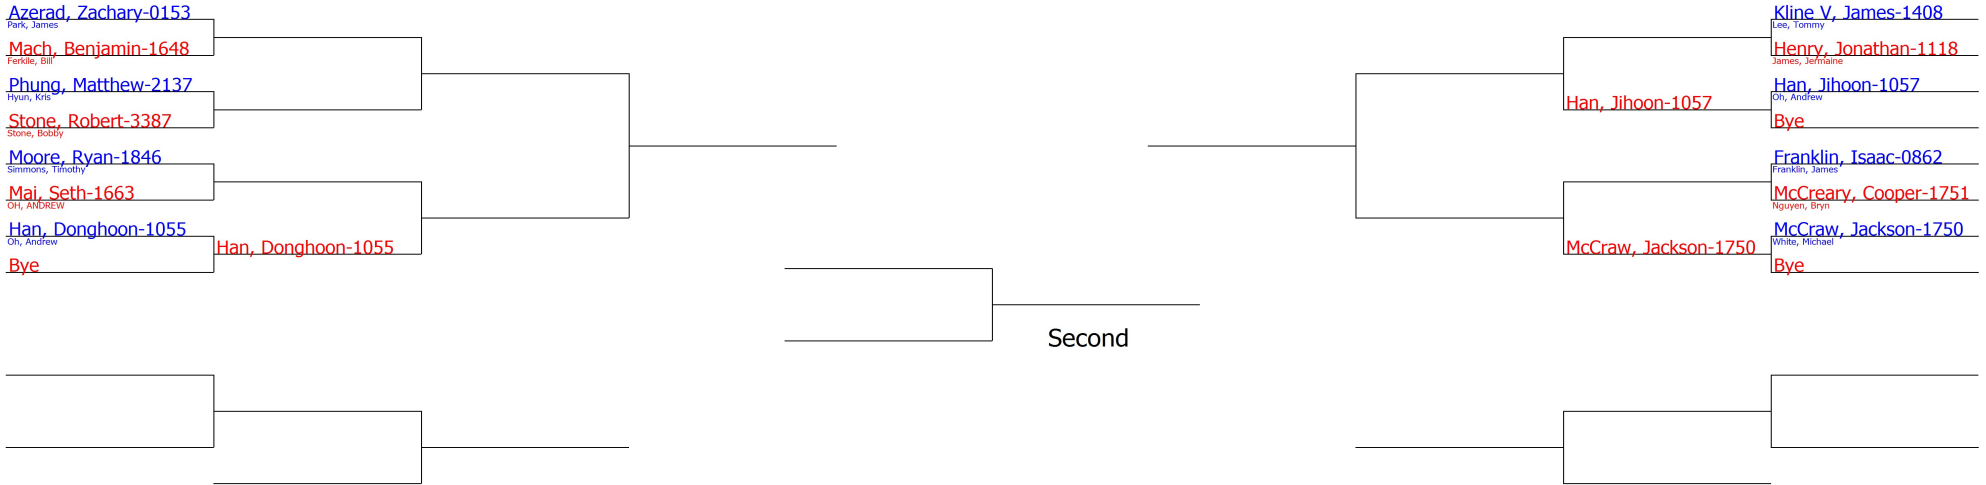 Azerad, Zachary-0153
Park, James
Mach, Benjamin-1648
Ferkile, Bill
Phung, Matthew-2137
Hyun, Kris
Stone, Robert-3387
Stone, Bobby
Moore, Ryan-1846
Simmons, Timothy
Mai, Seth-1663
OH, ANDREW
Han, Donghoon-1055
Oh, Andrew
Bye
Han, Donghoon-1055
Second
Han, Jihoon-1057
McCraw, Jackson-1750
Kline V, James-1408
Lee, Tommy
Henry, Jonathan-1118
James, Jermaine
Han, Jihoon-1057
Oh, Andrew
Bye
Franklin, Isaac-0862
Franklin, James
McCreary, Cooper-1751
Nguyen, Bryn
McCraw, Jackson-1750
White, Michael
Bye